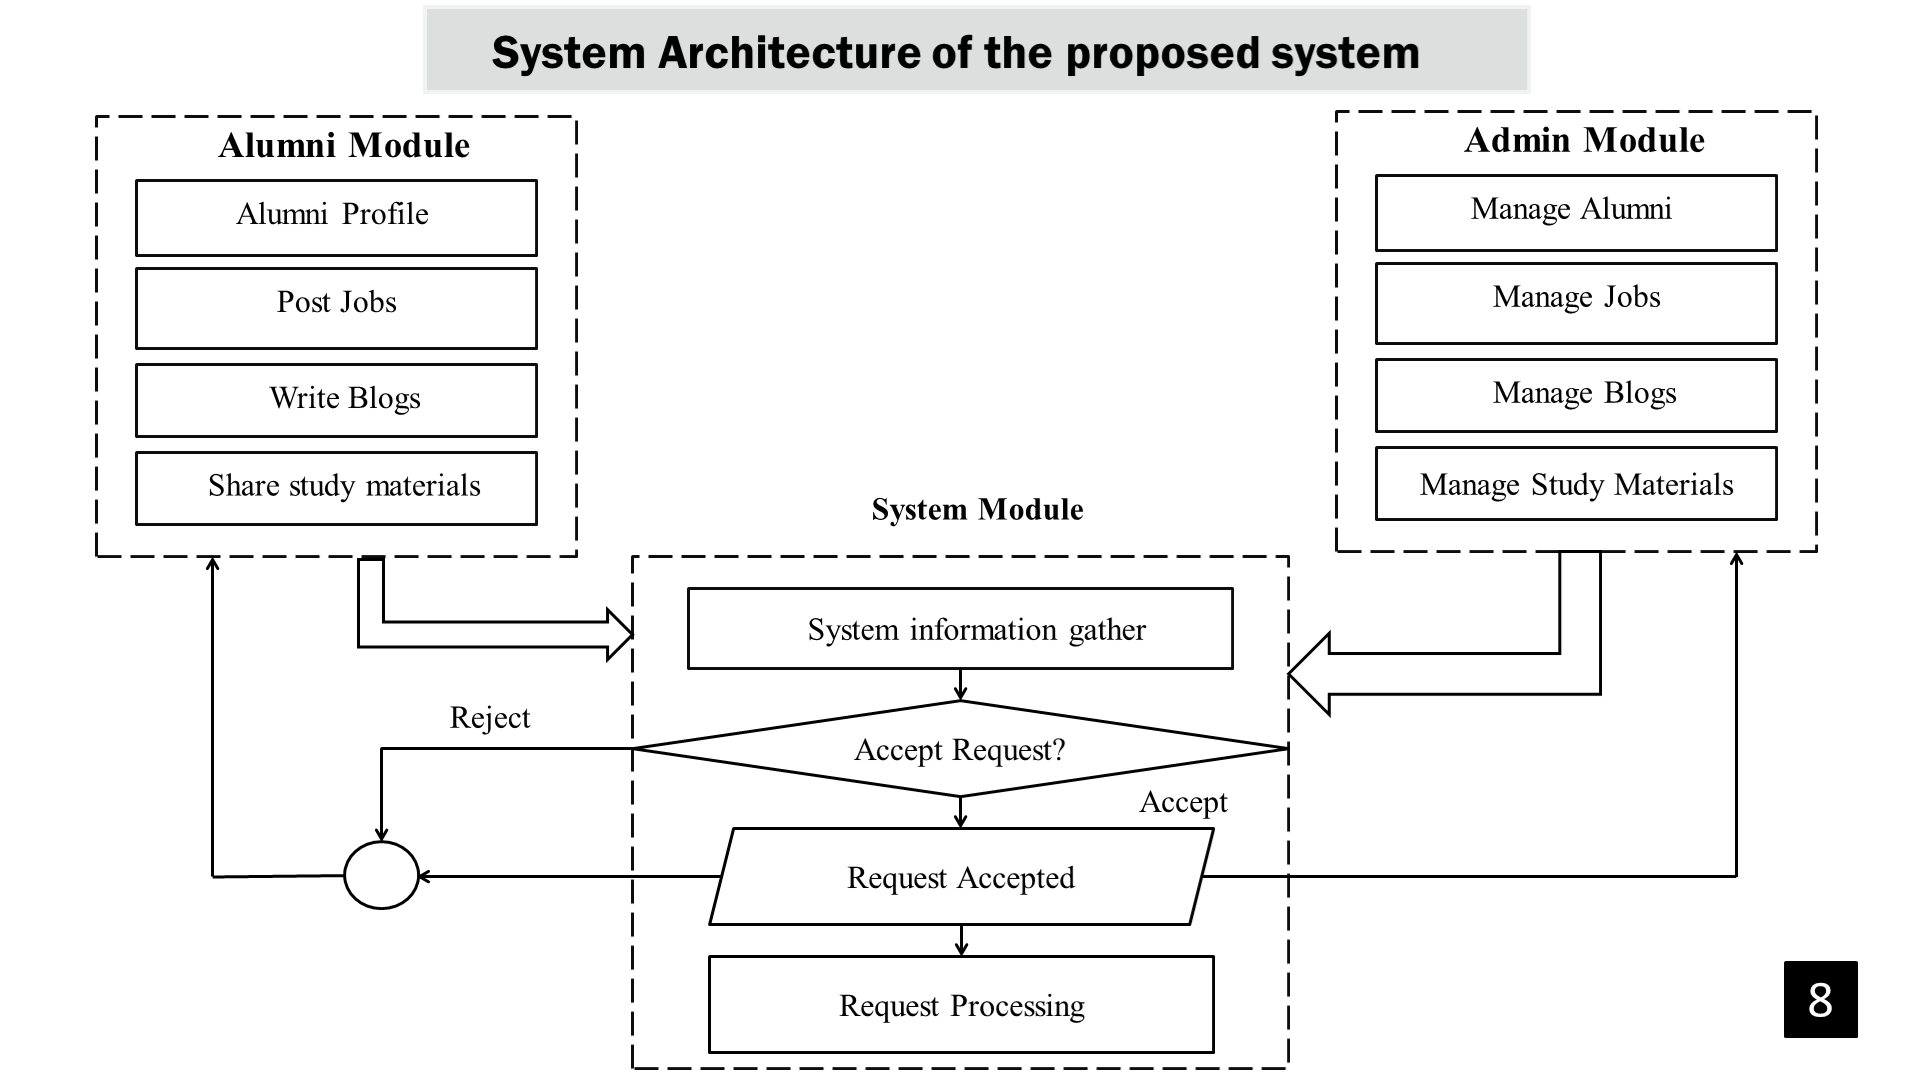 System Architecture of the proposed system
Alumni Module
Alumni Profile
Post Jobs
Write Blogs
Share study materials
Admin Module
Manage Alumni
Manage Jobs
Manage Blogs
Manage Study Materials
System Module
System information gather
Reject
Accept Request?
Accept
Request Accepted
Request Processing
8